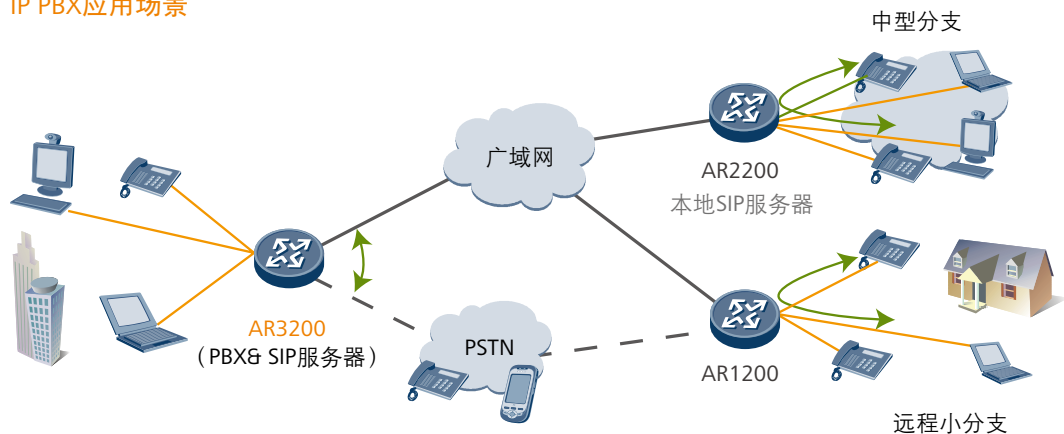 IP PBX应用场景
中型分支
广域网
AR2200
本地SIP服务器
AR3200
（PBX& SIP服务器）
PSTN
AR1200
远程小分支